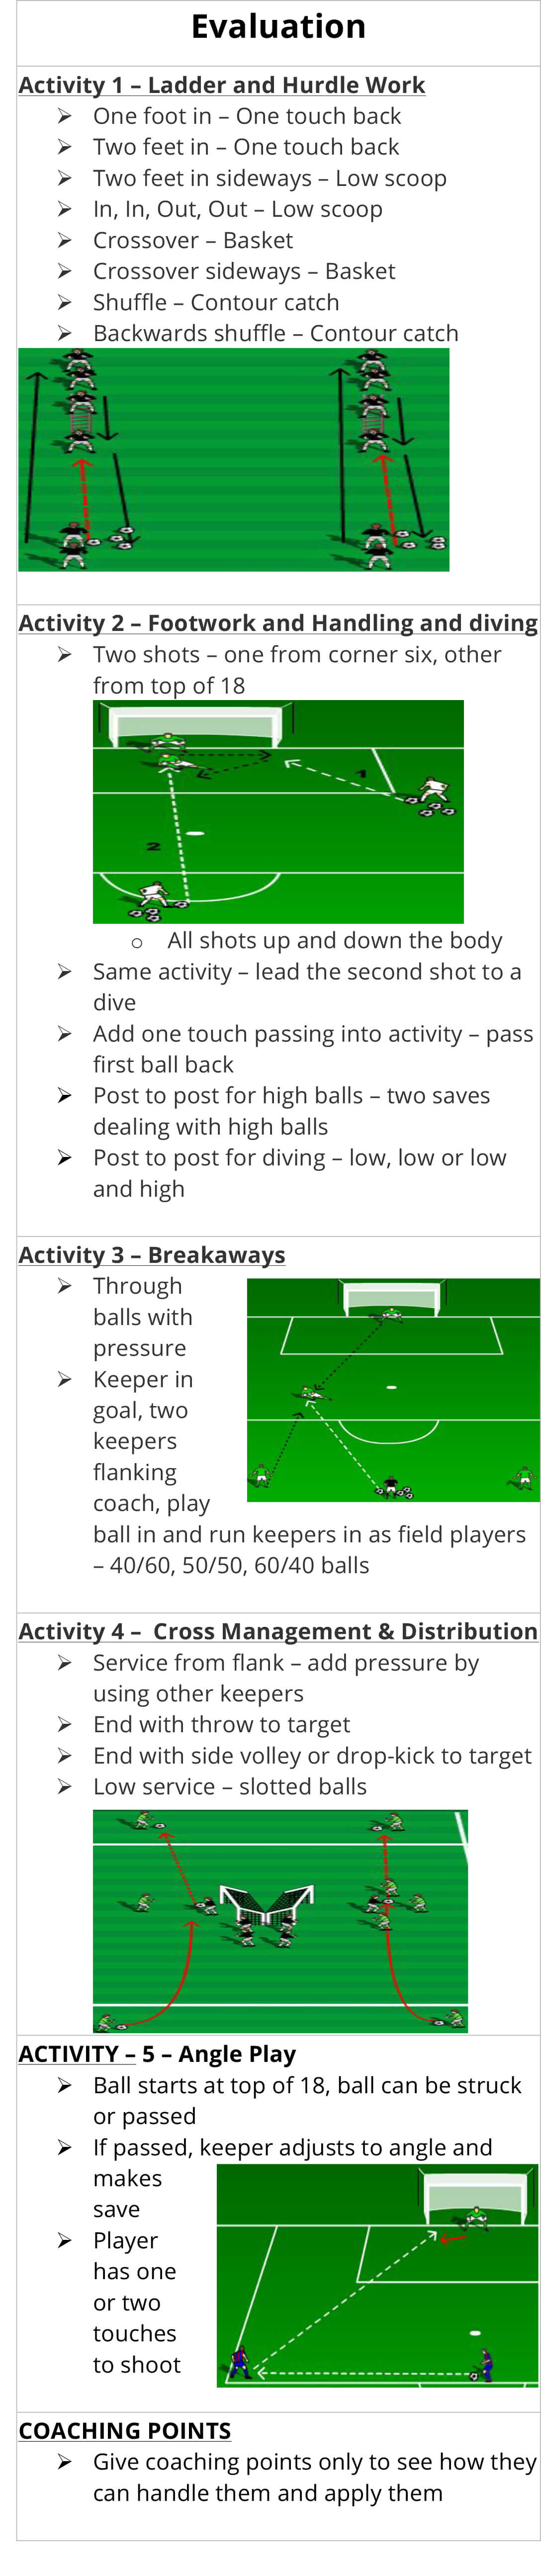 Evaluation
Activity 1 – Ladder and Hurdle Work
➢ One foot in – One touch back
➢ Two feet in – One touch back
➢ Two feet in sideways – Low scoop
➢ In, In, Out, Out – Low scoop
➢ Crossover – Basket
➢ Crossover sideways – Basket
➢ Shuffle – Contour catch
➢ Backwards shuffle – Contour catch
Activity 2 – Footwork and Handling and diving
➢ Two shots – one from corner six, other
from top of 18
1
2
o All shots up and down the body
➢ Same activity – lead the second shot to a
dive
➢ Add one touch passing into activity – pass
first ball back
➢ Post to post for high balls – two saves
dealing with high balls
➢ Post to post for diving – low, low or low
and high
Activity 3 – Breakaways
➢ Through
balls with
pressure
➢ Keeper in
goal, two
keepers
flanking
coach, play
ball in and run keepers in as field players
– 40/60, 50/50, 60/40 balls
Activity 4 – Cross Management & Distribution
➢ Service from flank – add pressure by
using other keepers
➢ End with throw to target
➢ End with side volley or drop-kick to target
➢ Low service – slotted balls
ACTIVITY – 5 – Angle Play
➢ Ball starts at top of 18, ball can be struck
or passed
➢ If passed, keeper adjusts to angle and
makes
save
➢ Player
has one
or two
touches
to shoot
COACHING POINTS
➢ Give coaching points only to see how they
can handle them and apply them